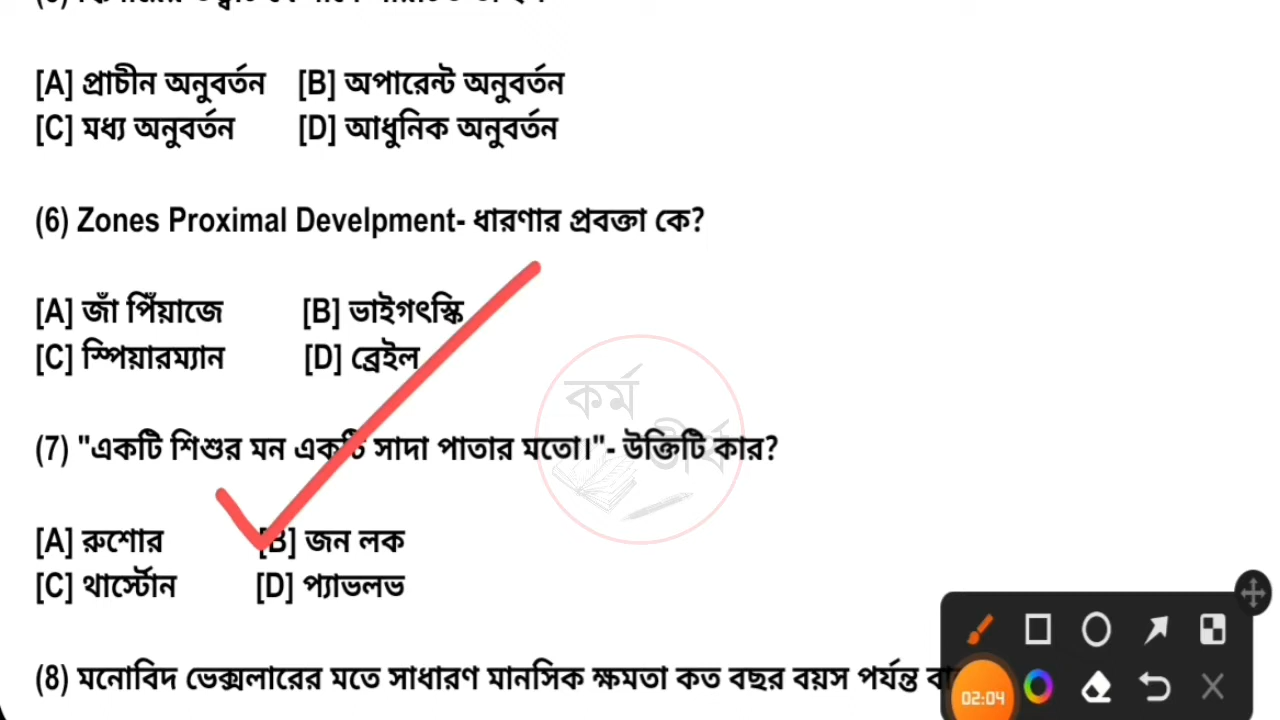 [A] প্রাচীন অনুবর্তন [B] অপারেন্ট অনুবর্তন
[C] মধ্য অনুবর্তন [D] আধুনিক অনুবর্তন
(6) Zones Proximal Develpment- ধারণার প্রবক্তা কে?
[A] জাঁ পিঁয়াজে [B] ভাইগৎস্কি
[C] স্পিয়ারম্যান [D] ব্রেইল
কর্ম
তীর্থ
(7) "একটি শিশুর মন একটি সাদা পাতার মতো।"- উক্তিটি কার?
[A] রুশোর [B] জন লক
[C] থার্স্টোন [D] প্যাভলভ
(8) মনোবিদ ভেক্সলারের মতে সাধারণ মানসিক ক্ষমতা কত বছর বয়স পর্যন্ত
02:04